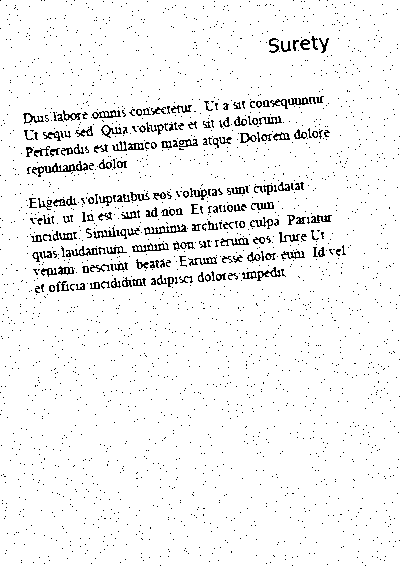 Surety
Duis labore omnis consectetur. Ut a sit consequuntur.
Ut sequi sed. Quia voluptate et sit id dolorum.
Perferendis est ullamco magna atque. Dolorem dolore
repudiandae dolor.
Eligendi voluptatibus eos voluptas sunt cupidatat
velit, ut. In est, sint ad non. Et ratione cum
incidunt. Similique minima architecto culpa. Pariatur
quas laudantium, minim non sit rerum eos. Irure Ut
veniam, nesciunt, beatae. Earum esse dolor eum. Id vel
et officia incididunt adipisci dolores impedit.